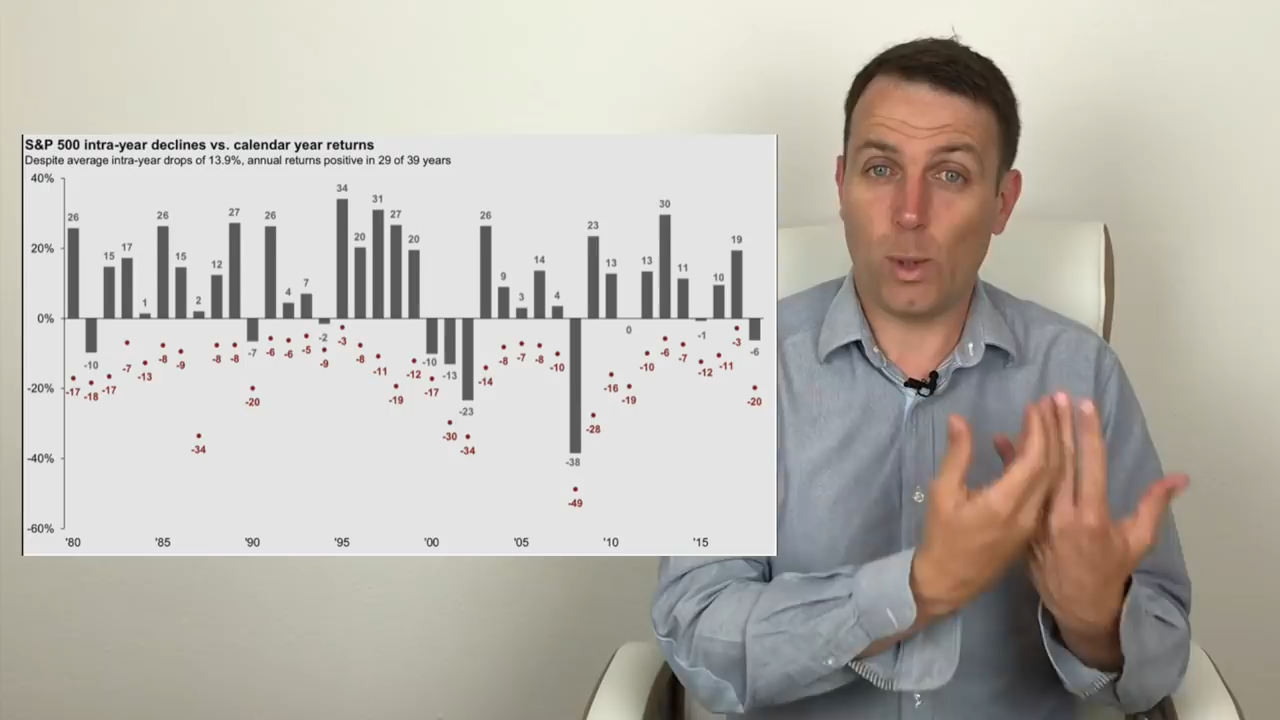 S&P 500 intra-year declines vs. calendar year returns
Despite average intra-year drops of 13.9%, annual returns positive in 29 of 39 years
40%
20%
0%
-20%
-40%
-60%
26 -10 15 17 1 26 15 2 12 27 -7 26 4 7 -2 34 20 31 27 20 -10 -13 -23 26 9 3 14 4 -38 23 13 0 13 30 11 -1 10 19 -6
-17 -18 -17 -7 -13 -8 -9 -34 -8 -8 -20 -6 -6 -5 -9 -3 -8 -11 -19 -12 -17 -30 -34 -14 -8 -7 -8 -10 -49 -28 -16 -19 -10 -6 -7 -12 -11 -3 -20
'80 '85 '90 '95 '00 '05 '10 '15